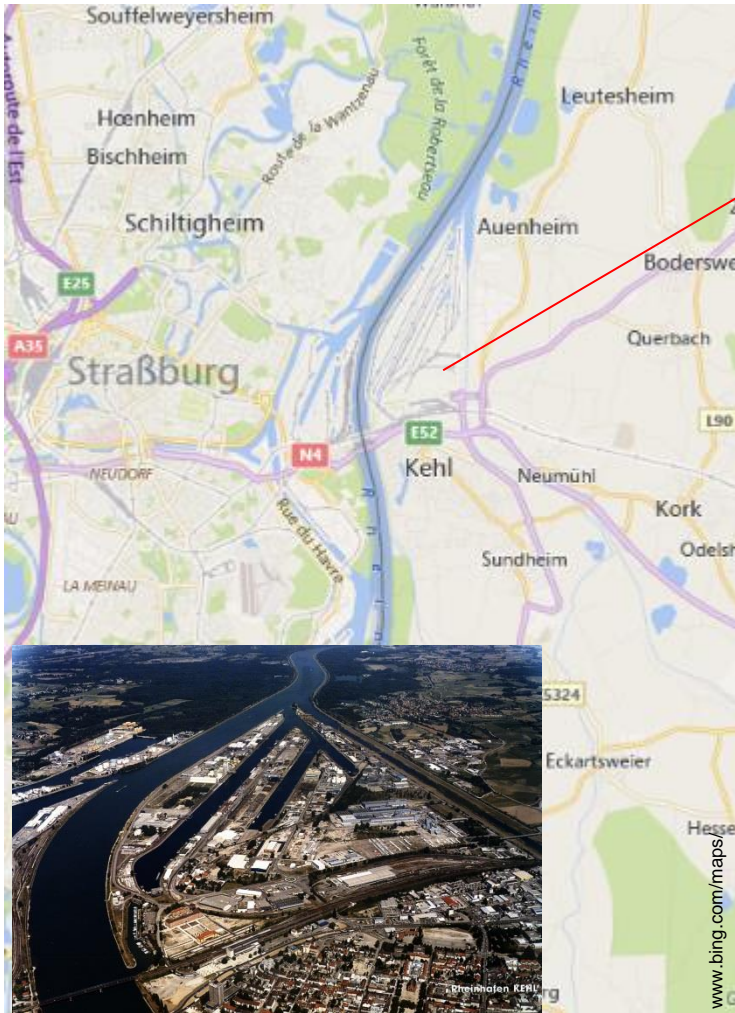 Souffelweyersheim
Autoroute de l'Est
Hœnheim
Bischheim
Route de la Wantzenau
Forêt de la Robertsau
Rhein
Leutesheim
Schiltigheim
Auenheim
E25
Boderswe
A35
Querbach
Straßburg
L90
E52
N4
Kehl
NEUDORF
Neumühl
Rhein
Kork
Rue du Havre
Odelsh
Sundheim
LA MEINAU
S324
Eckartsweier
Hesse
www.bing.com/maps/
Rheinhafen KEHL
rg